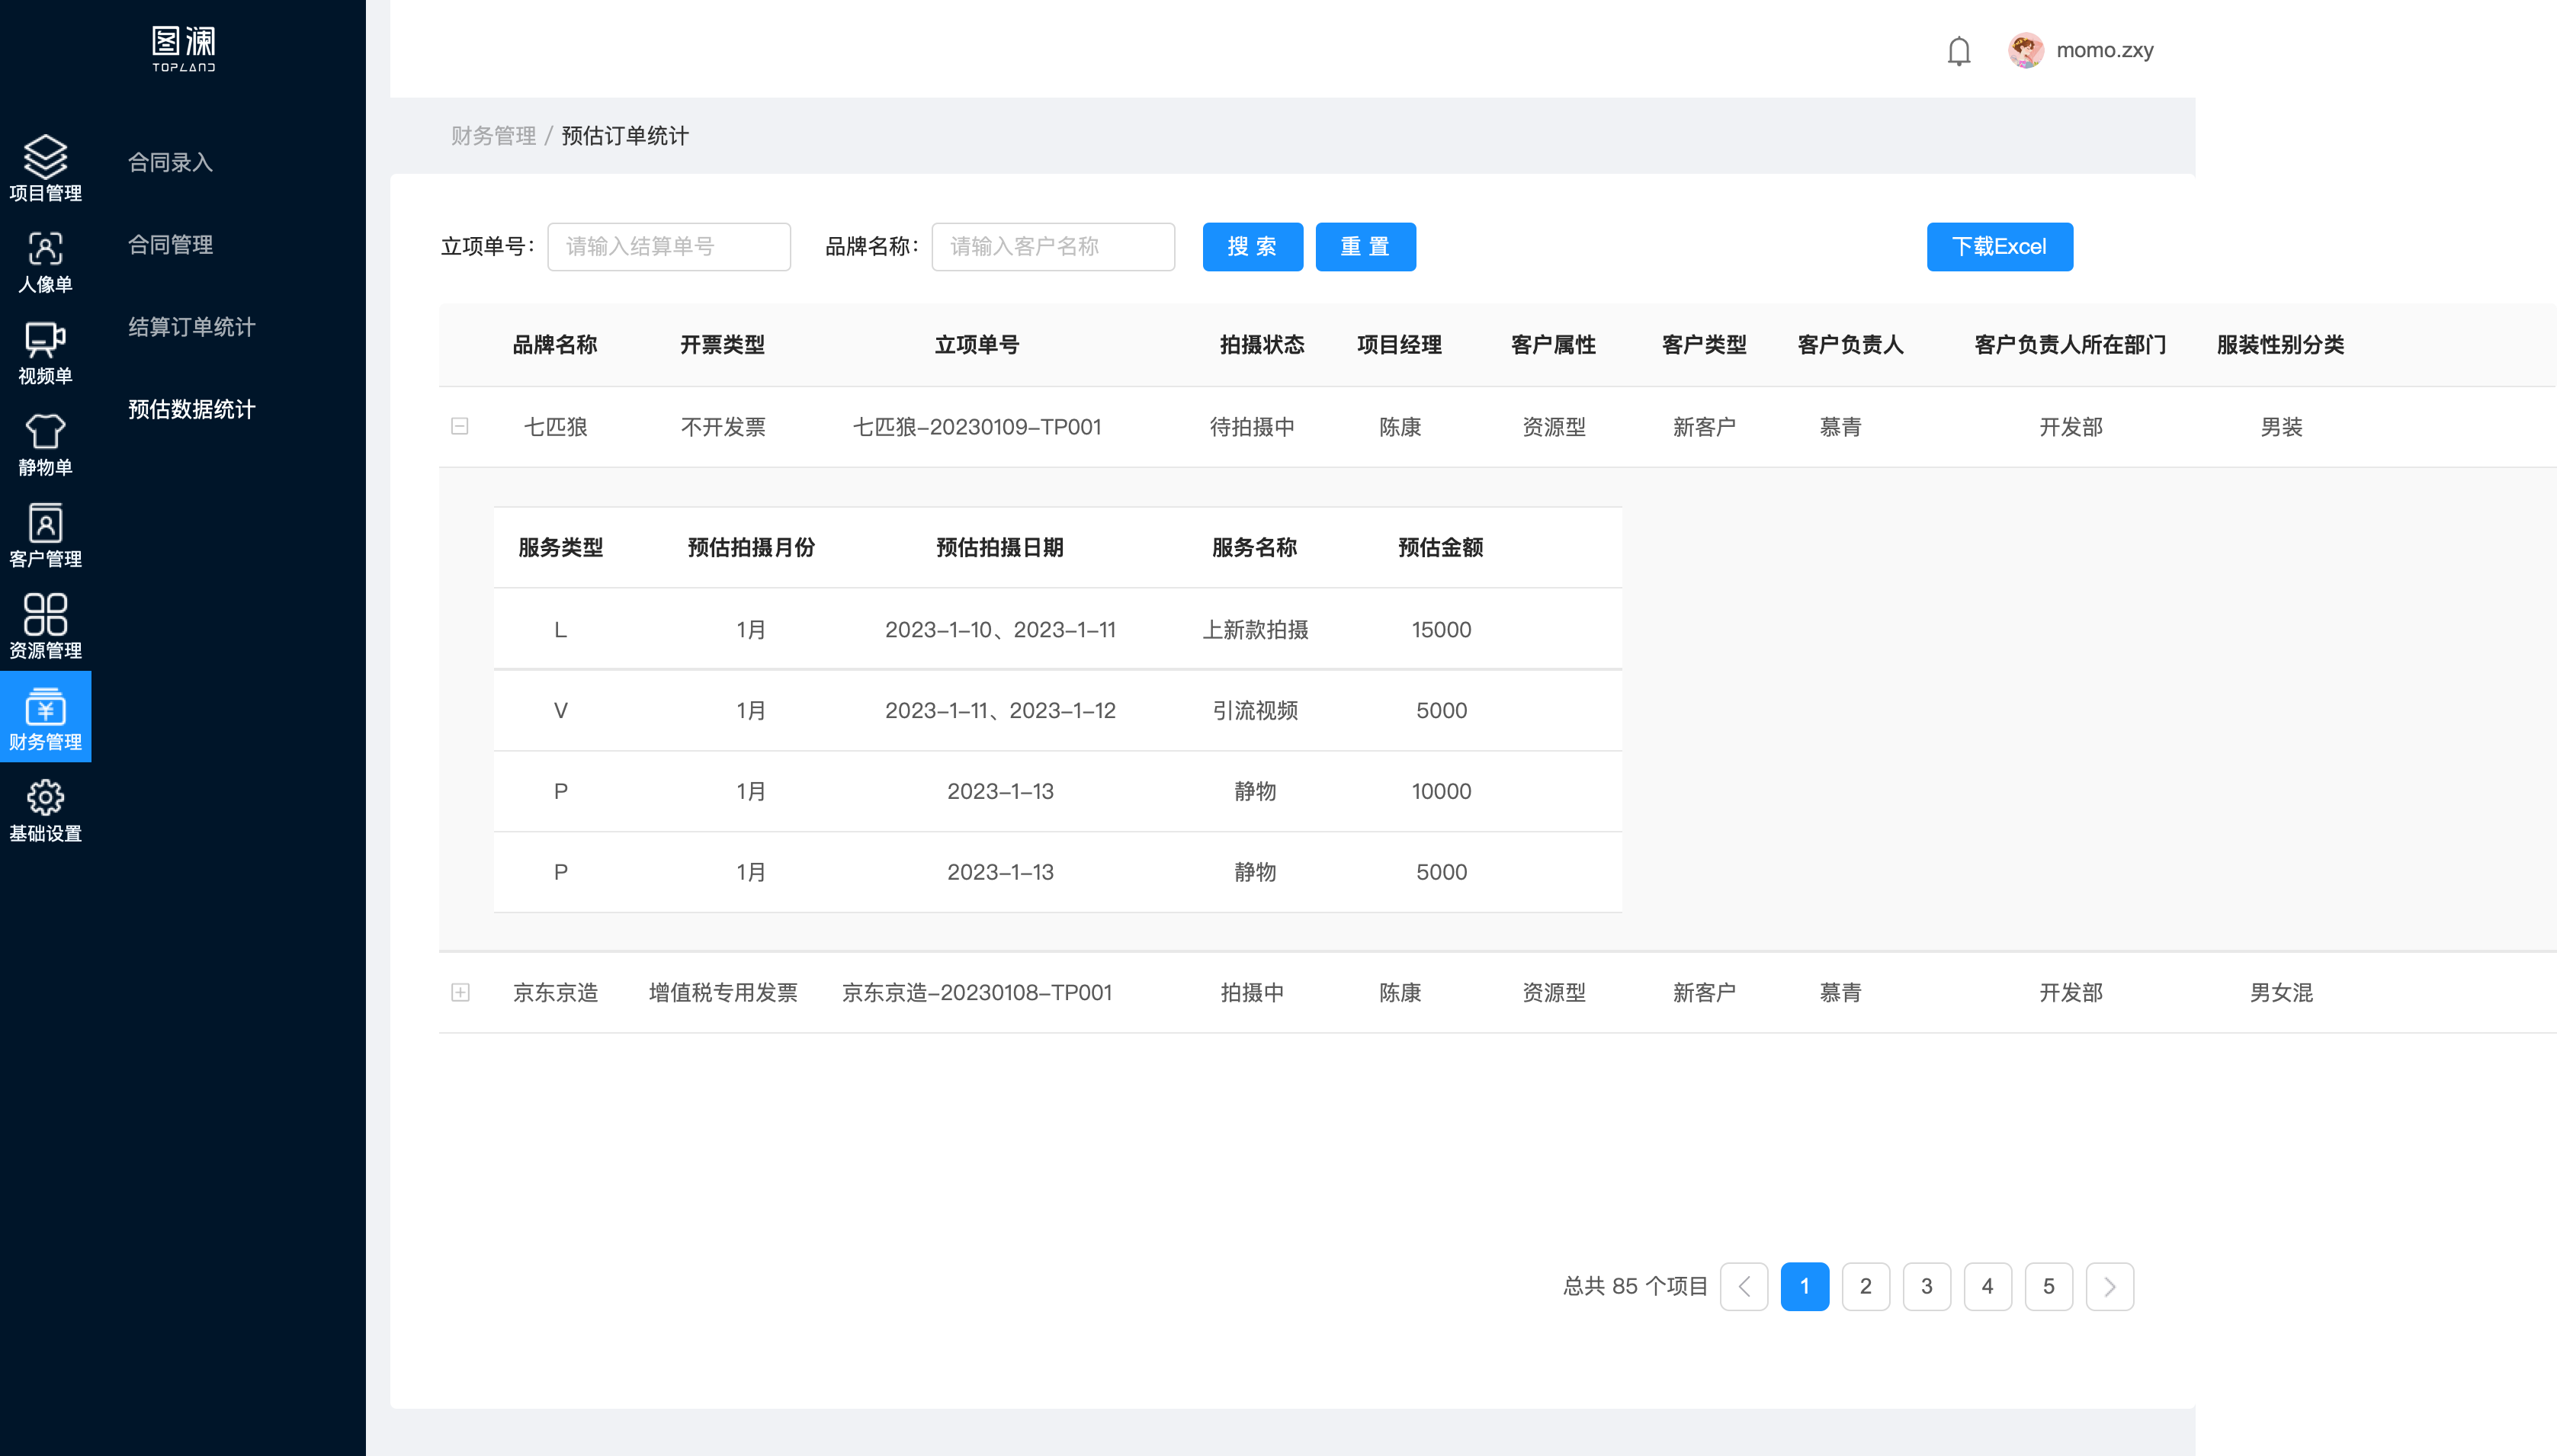 图澜
TOPLAND
momo.zxy
项目管理
人像单
视频单
静物单
客户管理
资源管理
财务管理
基础设置
合同录入
合同管理
结算订单统计
预估数据统计
财务管理 / 预估订单统计
立项单号： 请输入结算单号 品牌名称： 请输入客户名称 搜 索 重 置 下载Excel
品牌名称 开票类型 立项单号 拍摄状态 项目经理 客户属性 客户类型 客户负责人 客户负责人所在部门 服装性别分类
七匹狼 不开发票 七匹狼-20230109-TP001 待拍摄中 陈康 资源型 新客户 慕青 开发部 男装
服务类型 预估拍摄月份 预估拍摄日期 服务名称 预估金额
L 1月 2023-1-10、2023-1-11 上新款拍摄 15000
V 1月 2023-1-11、2023-1-12 引流视频 5000
P 1月 2023-1-13 静物 10000
P 1月 2023-1-13 静物 5000
京东京造 增值税专用发票 京东京造-20230108-TP001 拍摄中 陈康 资源型 新客户 慕青 开发部 男女混
总共 85 个项目 1 2 3 4 5